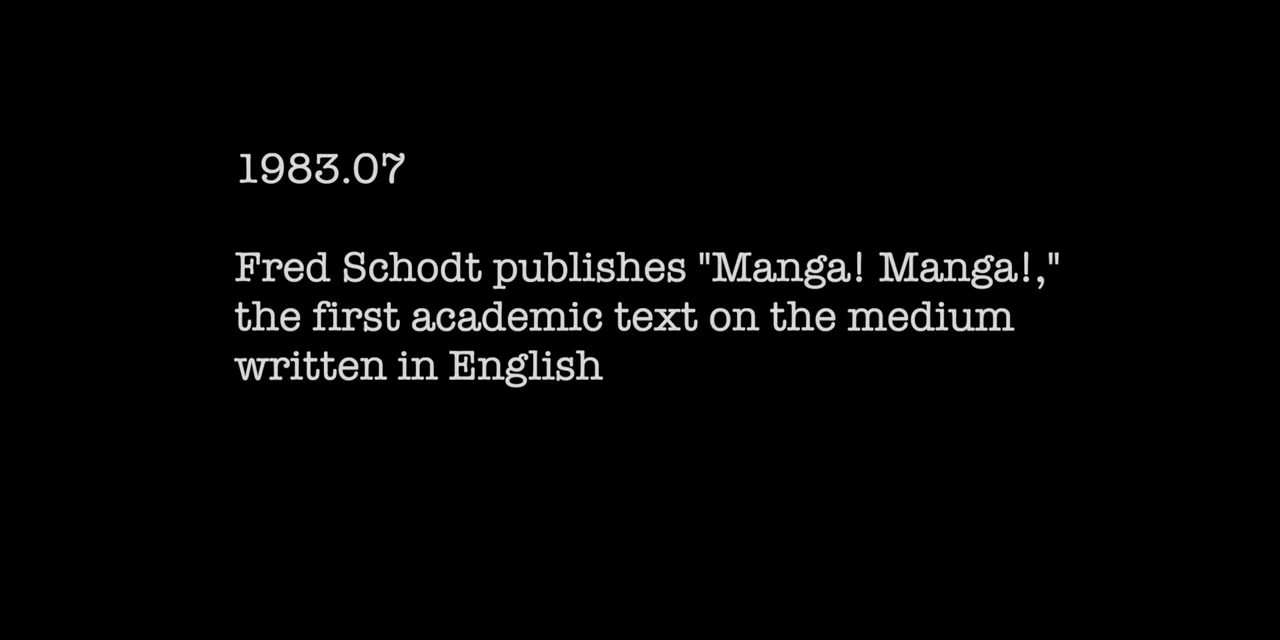 1983.07
Fred Schodt publishes "Manga! Manga!,"
the first academic text on the medium
written in English